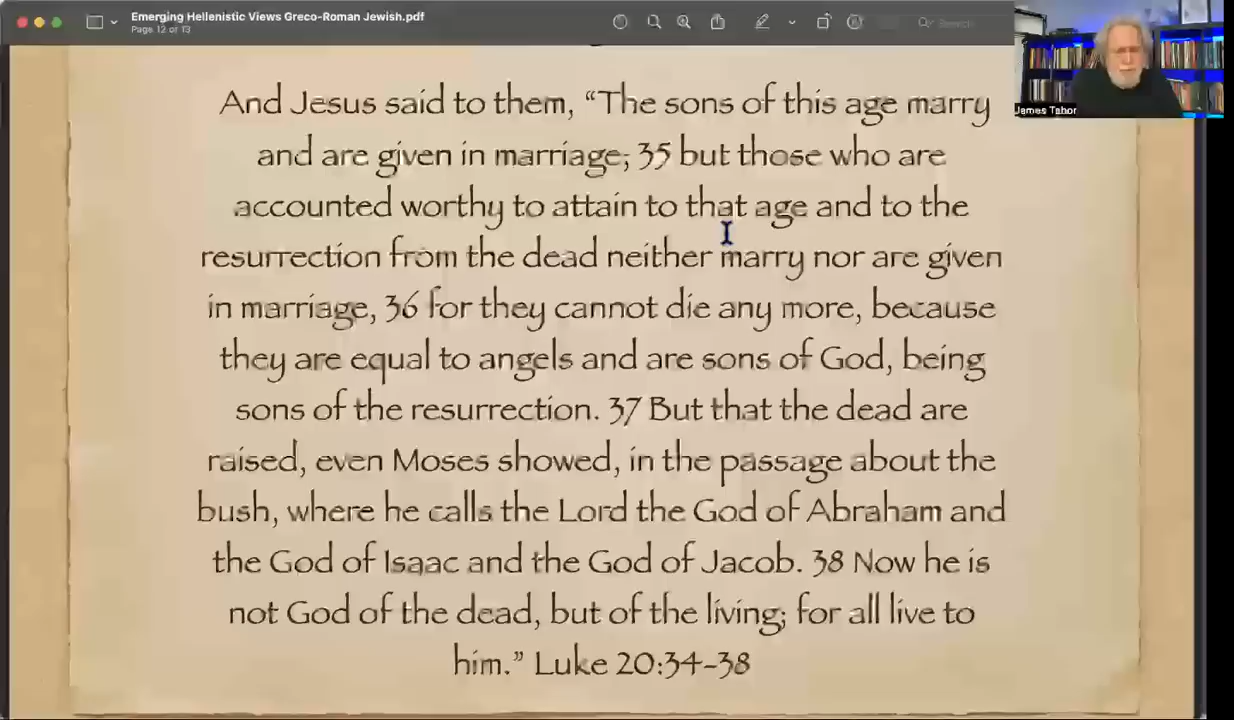 Emerging Hellenistic Views Greco-Roman Jewish.pdf
Page 12 of 13
Search
James Tabor
And Jesus said to them, “The sons of this age marry
and are given in marriage; 35 but those who are
accounted worthy to attain to that age and to the
resurrection from the dead neither marry nor are given
in marriage, 36 for they cannot die any more, because
they are equal to angels and are sons of God, being
sons of the resurrection. 37 But that the dead are
raised, even Moses showed, in the passage about the
bush, where he calls the Lord the God of Abraham and
the God of Isaac and the God of Jacob. 38 Now he is
not God of the dead, but of the living; for all live to
him.” Luke 20:34-38